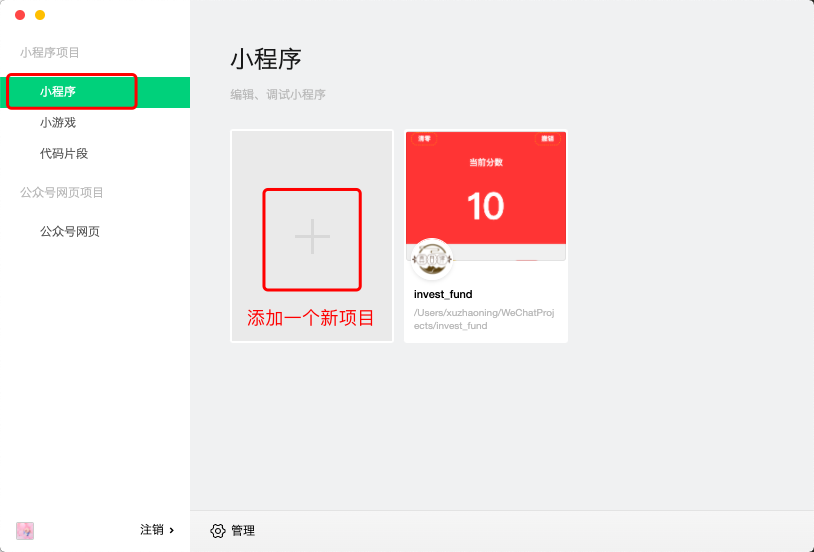 小程序项目
小程序
小游戏
代码片段
公众号网页项目
公众号网页
注销
小程序
编辑、调试小程序
添加一个新项目
清零
撤销
当前分数
10
invest_fund
/Users/xuzhaoning/WeChatProj
ects/invest_fund
管理